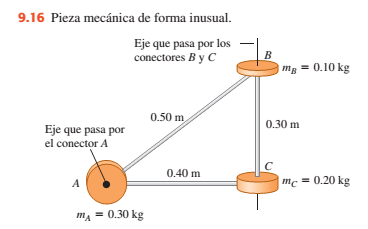 9.16 Pieza mecánica de forma inusual.
Eje que pasa por los
conectores B y C
B
mB = 0.10 kg
0.50 m
0.30 m
Eje que pasa por
el conector A
0.40 m
C
A
mC = 0.20 kg
mA = 0.30 kg